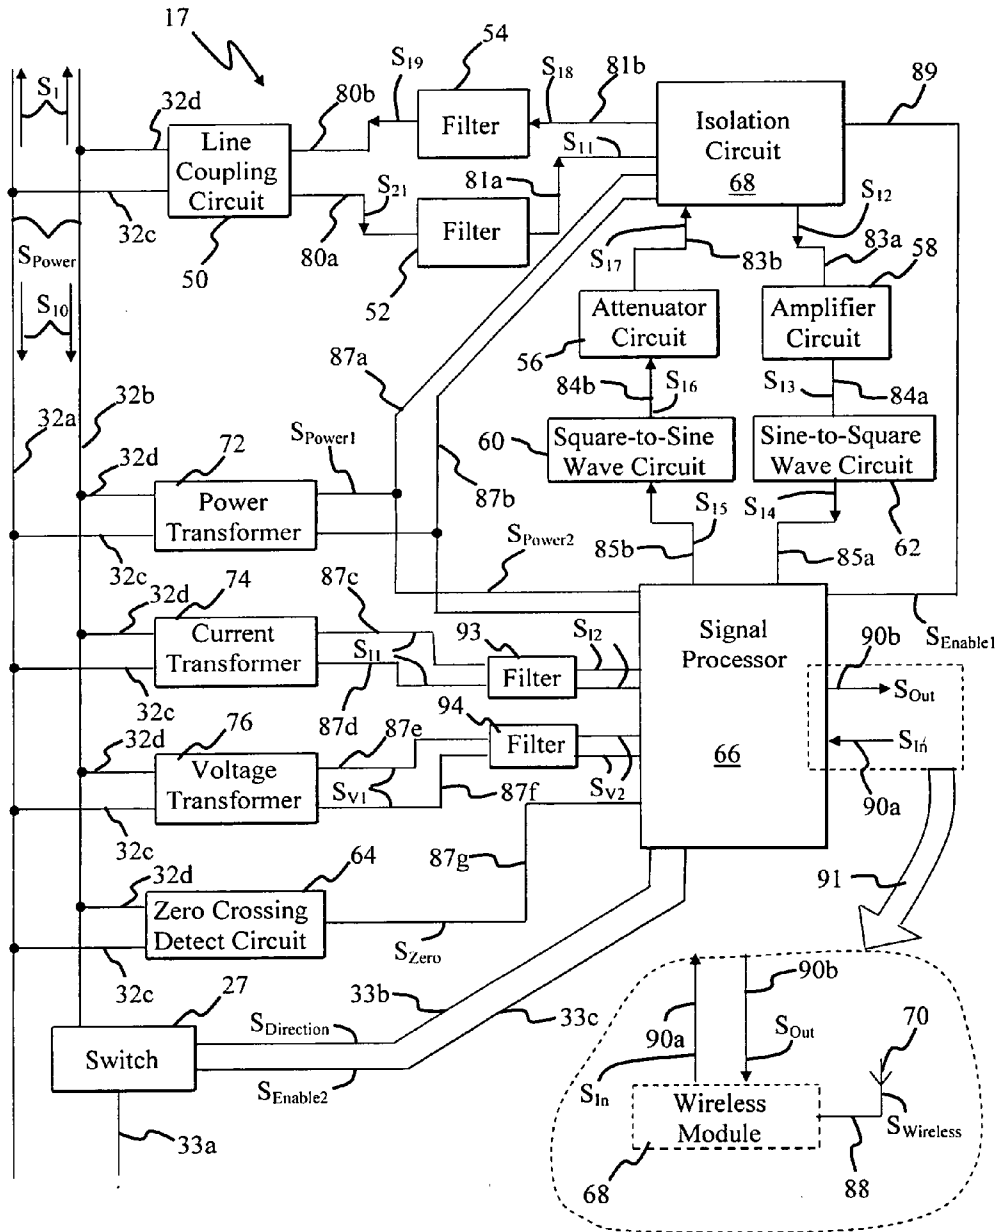 17
54
S1
S19
S18
81b
89
32d
80b
Line Coupling Circuit
Filter
Isolation Circuit
68
S11
81a
S21
Filter
S12
32c
SPower
50
80a
52
S17
83b
83a
58
S10
Attenuator Circuit
56
Amplifier Circuit
87a
84b
S16
S13
84a
32a
32b
60
Square-to-Sine Wave Circuit
Sine-to-Square Wave Circuit
32d
72
SPower1
87b
S15
S14
Power Transformer
SPower2
85b
85a
62
32c
32d
74
87c
93
Current Transformer
SI1
Filter
SI2
Signal Processor
66
SEnable1
90b
SOut
32c
87d
94
32d
76
87e
Filter
SIn
Voltage Transformer
SV1
87f
SV2
90a
32c
64
87g
91
32d
Zero Crossing Detect Circuit
SZero
32c
27
33b
33c
90b
SDirection
90a
SOut
70
Switch
SEnable2
SIn
Wireless Module
SWireless
33a
68
88